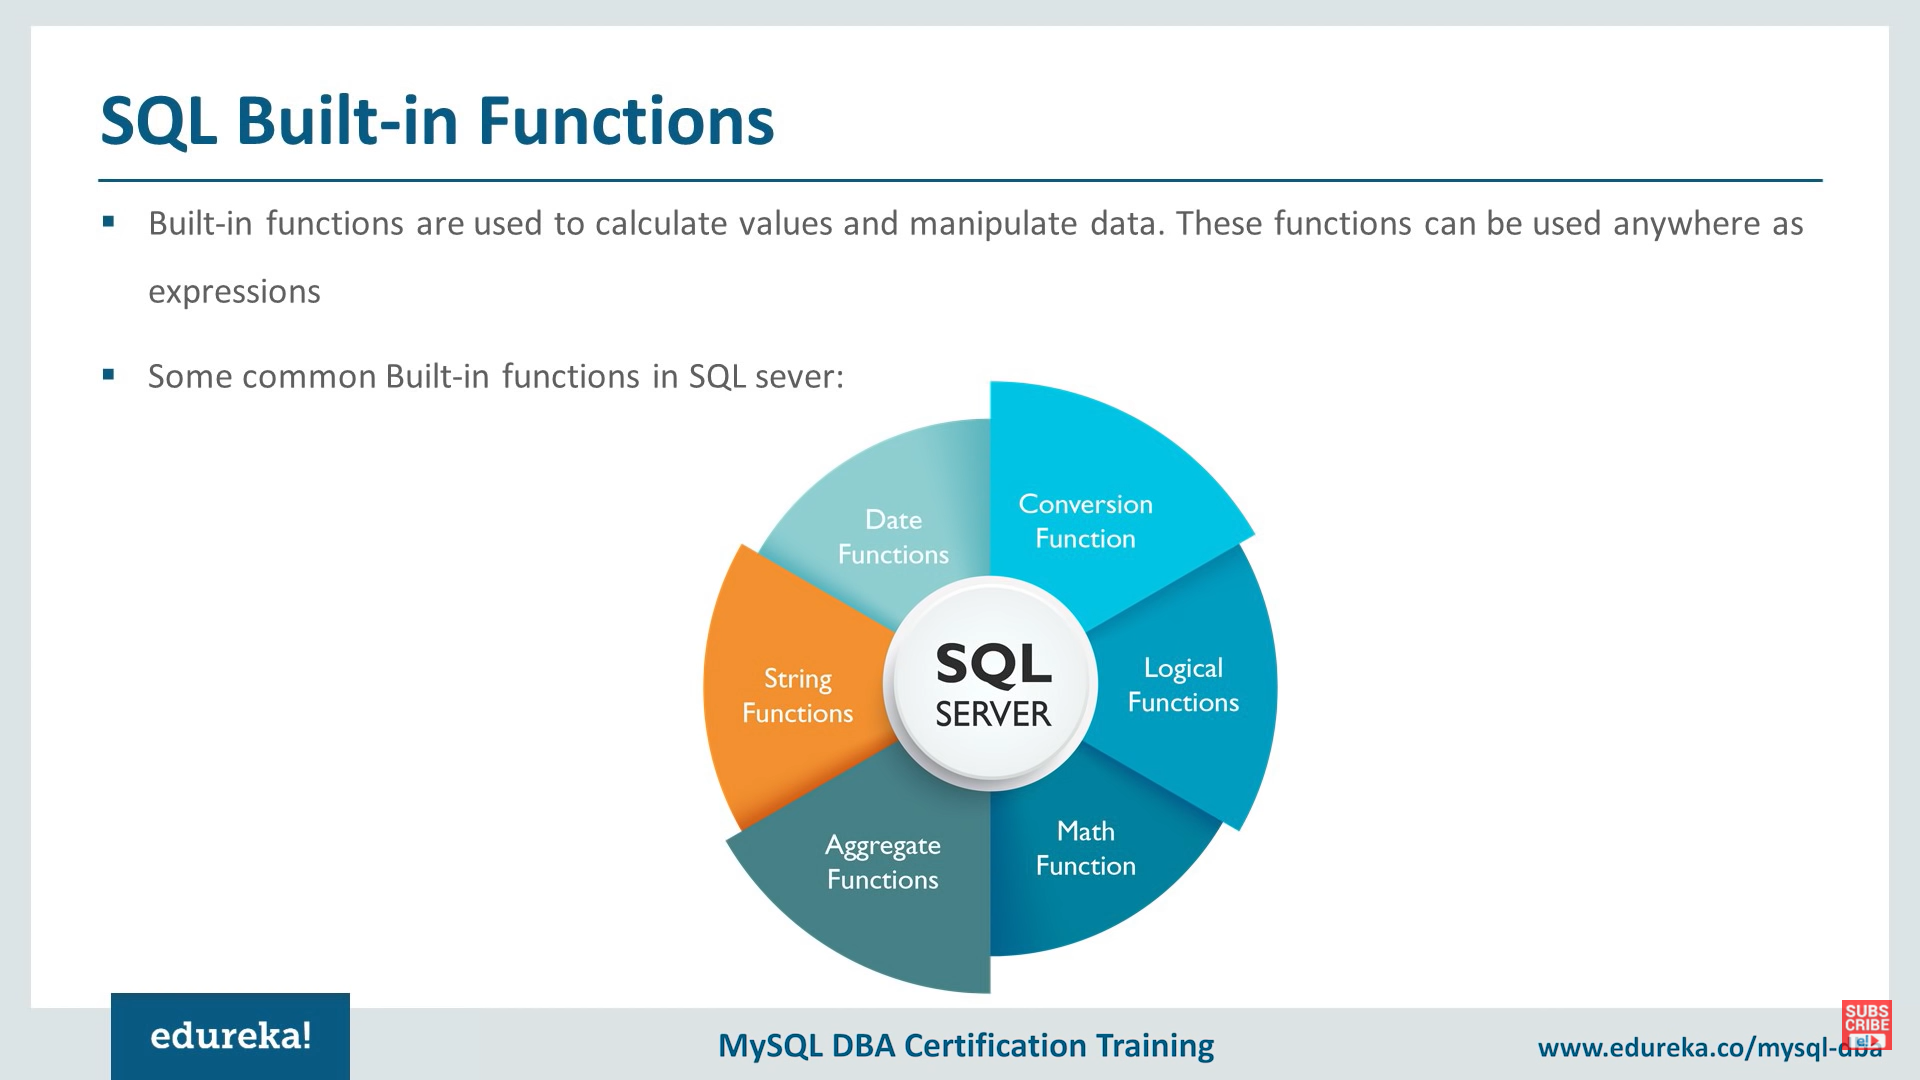 SQL Built-in Functions
▪ Built-in functions are used to calculate values and manipulate data. These functions can be used anywhere as
expressions
▪ Some common Built-in functions in SQL sever:
Conversion
Function
Date
Functions
Logical
Functions
String
Functions
SQL
SERVER
Math
Function
Aggregate
Functions
edureka!
MySQL DBA Certification Training
www.edureka.co/mysql-dba
SUBS
CRIBE
e!